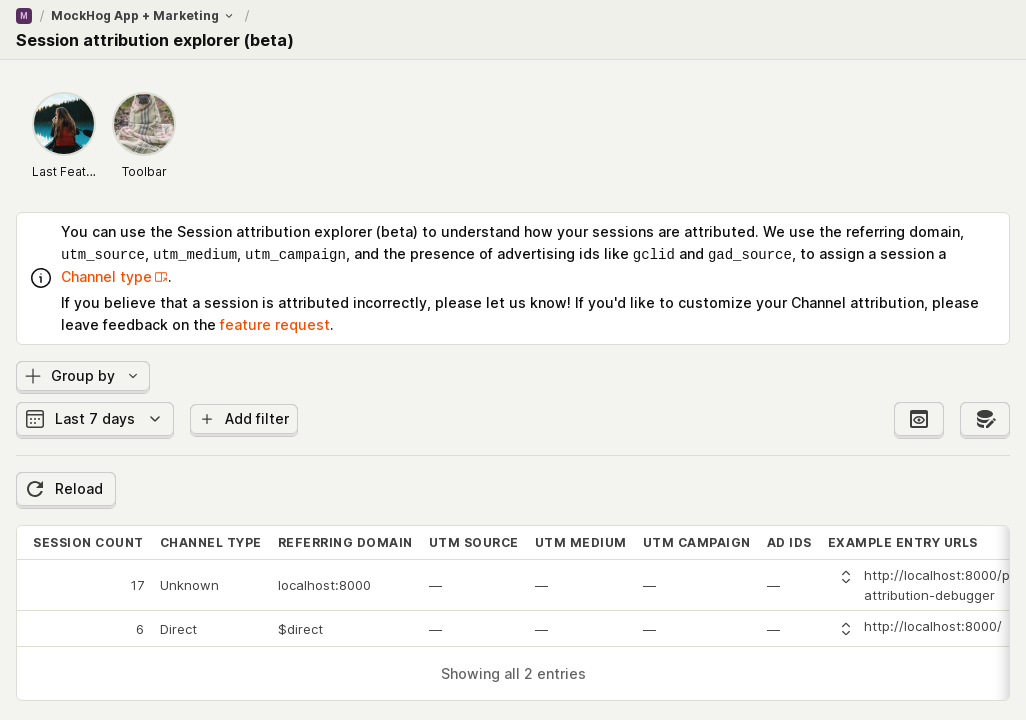 M / MockHog App + Marketing /
Session attribution explorer (beta)
Last Feat...
Toolbar
You can use the Session attribution explorer (beta) to understand how your sessions are attributed. We use the referring domain,
utm_source, utm_medium, utm_campaign, and the presence of advertising ids like gclid and gad_source, to assign a session a
Channel type.
If you believe that a session is attributed incorrectly, please let us know! If you'd like to customize your Channel attribution, please
leave feedback on the feature request.
Group by
Last 7 days
Add filter
Reload
SESSION COUNT CHANNEL TYPE REFERRING DOMAIN UTM SOURCE UTM MEDIUM UTM CAMPAIGN AD IDS EXAMPLE ENTRY URLS
17 Unknown localhost:8000 — — — — http://localhost:8000/p
attribution-debugger
6 Direct $direct — — — — http://localhost:8000/
Showing all 2 entries